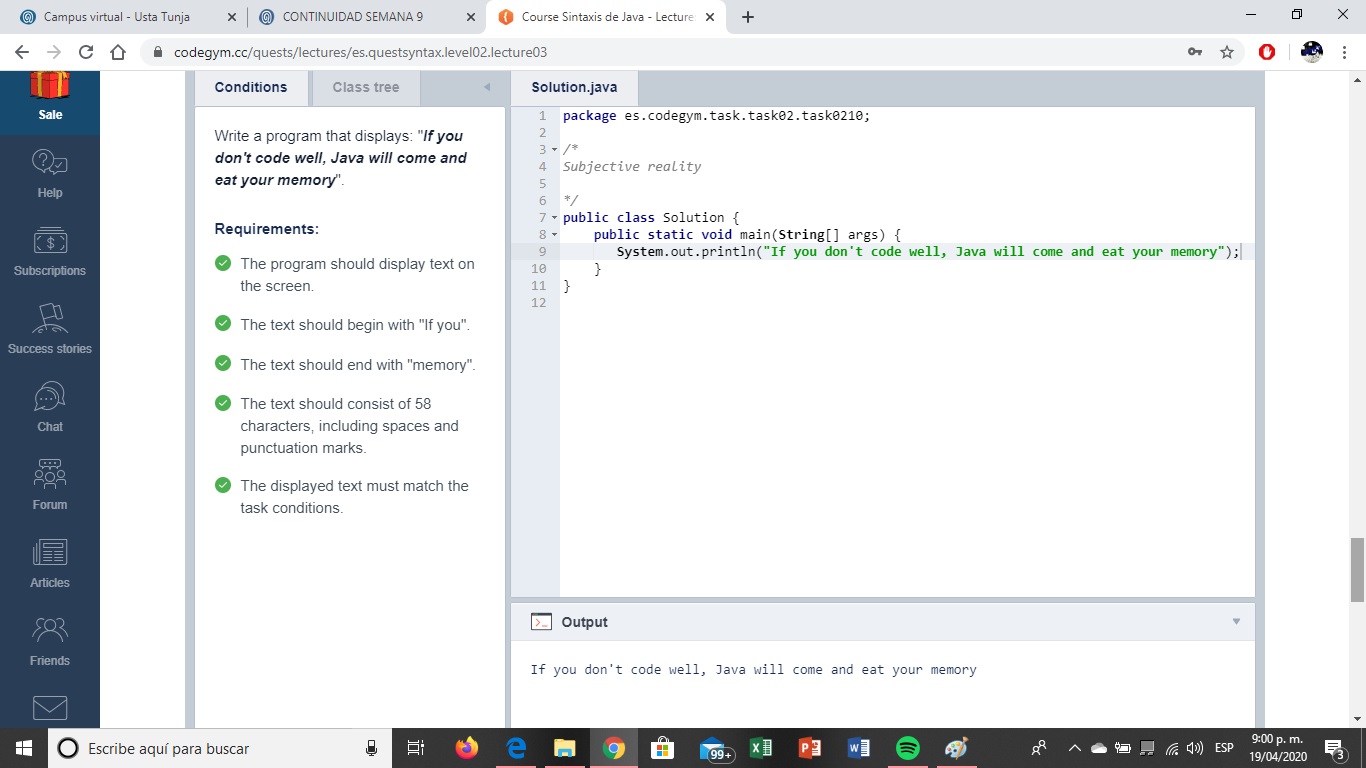 Campus virtual - Usta Tunja
CONTINUIDAD SEMANA 9
Course Sintaxis de Java - Lecture
codegym.cc/quests/lectures/es.questsyntax.level02.lecture03
Sale
Help
Subscriptions
Success stories
Chat
Forum
Articles
Friends
Conditions
Class tree
Write a program that displays: "If you
don't code well, Java will come and
eat your memory".
Requirements:
The program should display text on
the screen.
The text should begin with "If you".
The text should end with "memory".
The text should consist of 58
characters, including spaces and
punctuation marks.
The displayed text must match the
task conditions.
Solution.java
1 package es.codegym.task.task02.task0210;
2
3 /*
4 Subjective reality
5
6 */
7 public class Solution {
8 public static void main(String[] args) {
9 System.out.println("If you don't code well, Java will come and eat your memory");
10 }
11 }
12
Output
If you don't code well, Java will come and eat your memory
Escribe aquí para buscar
99+
ESP
9:00 p. m.
19/04/2020
3